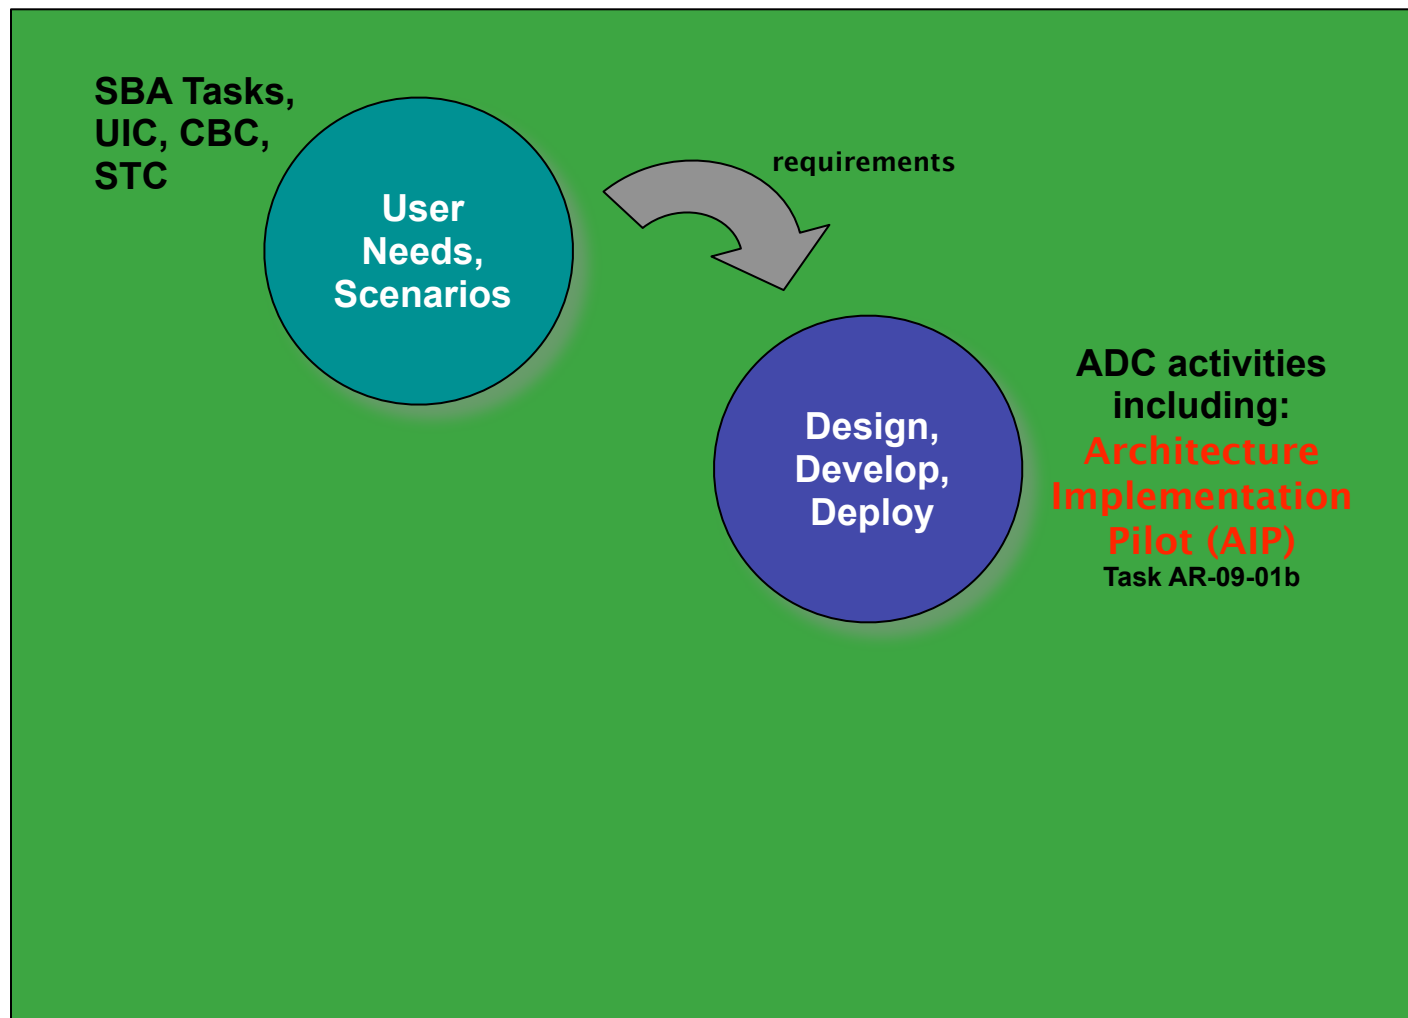 SBA Tasks,
UIC, CBC,
STC
User
Needs,
Scenarios
requirements
Design,
Develop,
Deploy
ADC activities
including:
Architecture
Implementation
Pilot (AIP)
Task AR-09-01b